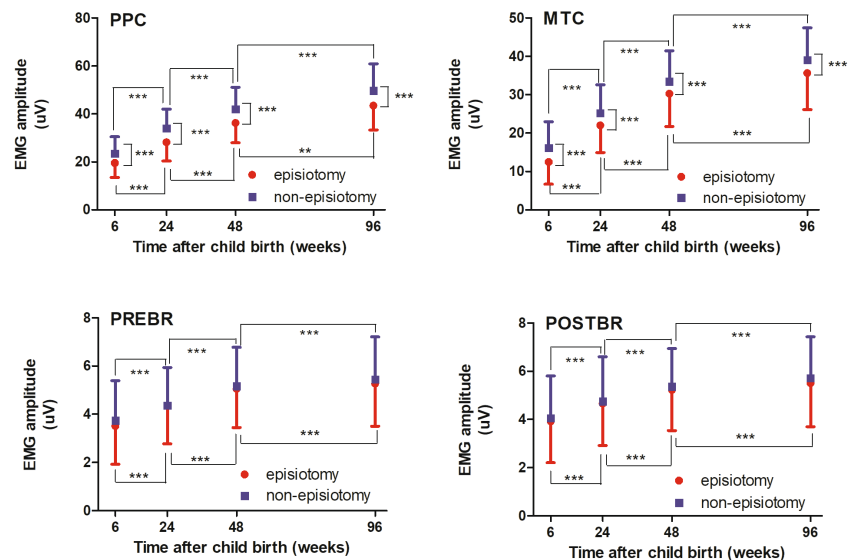 PPC
80
60
40
20
0
EMG amplitude
(uV)
***
***
***
***
***
***
***
***
***
**
episiotomy
non-episiotomy
6 24 48 96
Time after child birth (weeks)
MTC
50
40
30
20
10
0
EMG amplitude
(uV)
***
***
***
***
***
***
***
***
***
***
episiotomy
non-episiotomy
6 24 48 96
Time after child birth (weeks)
PREBR
8
6
4
2
0
EMG amplitude
(uV)
***
***
***
***
***
***
episiotomy
non-episiotomy
6 24 48 96
Time after child birth (weeks)
POSTBR
8
6
4
2
0
EMG amplitude
(uV)
***
***
***
***
***
***
episiotomy
non-episiotomy
6 24 48 96
Time after child birth (weeks)